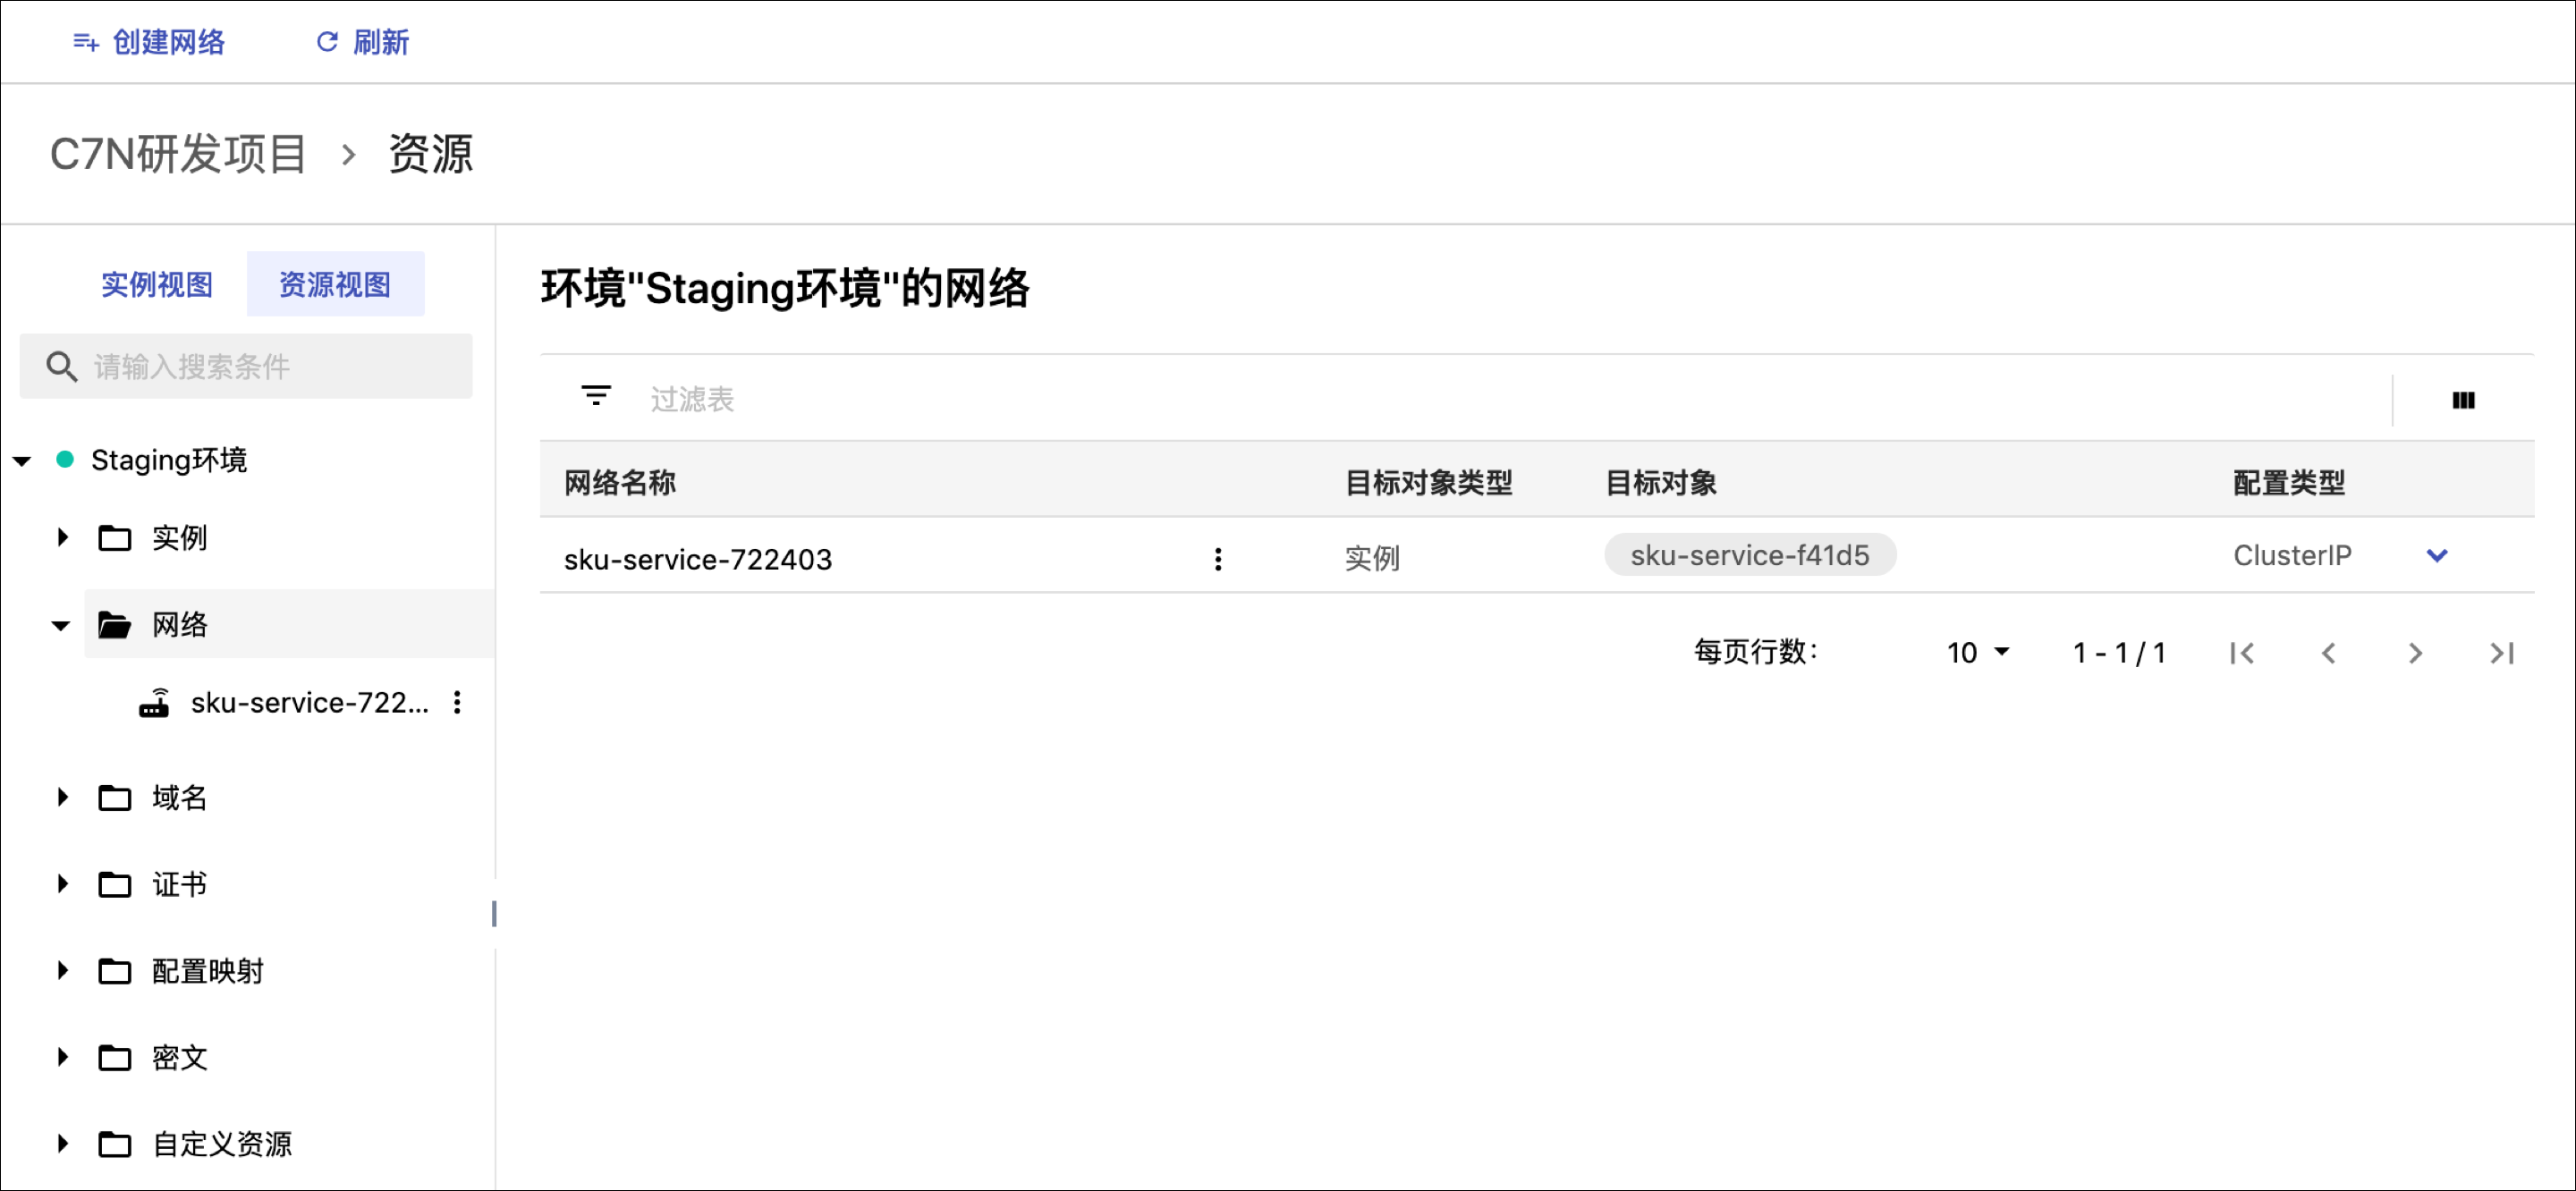 创建网络 刷新
C7N研发项目 > 资源
实例视图 资源视图
请输入搜索条件
Staging环境
实例
网络
sku-service-722...
域名
证书
配置映射
密文
自定义资源
环境"Staging环境"的网络
过滤表
网络名称 目标对象类型 目标对象 配置类型
sku-service-722403 实例 sku-service-f41d5 ClusterIP
每页行数： 10 1 - 1 / 1